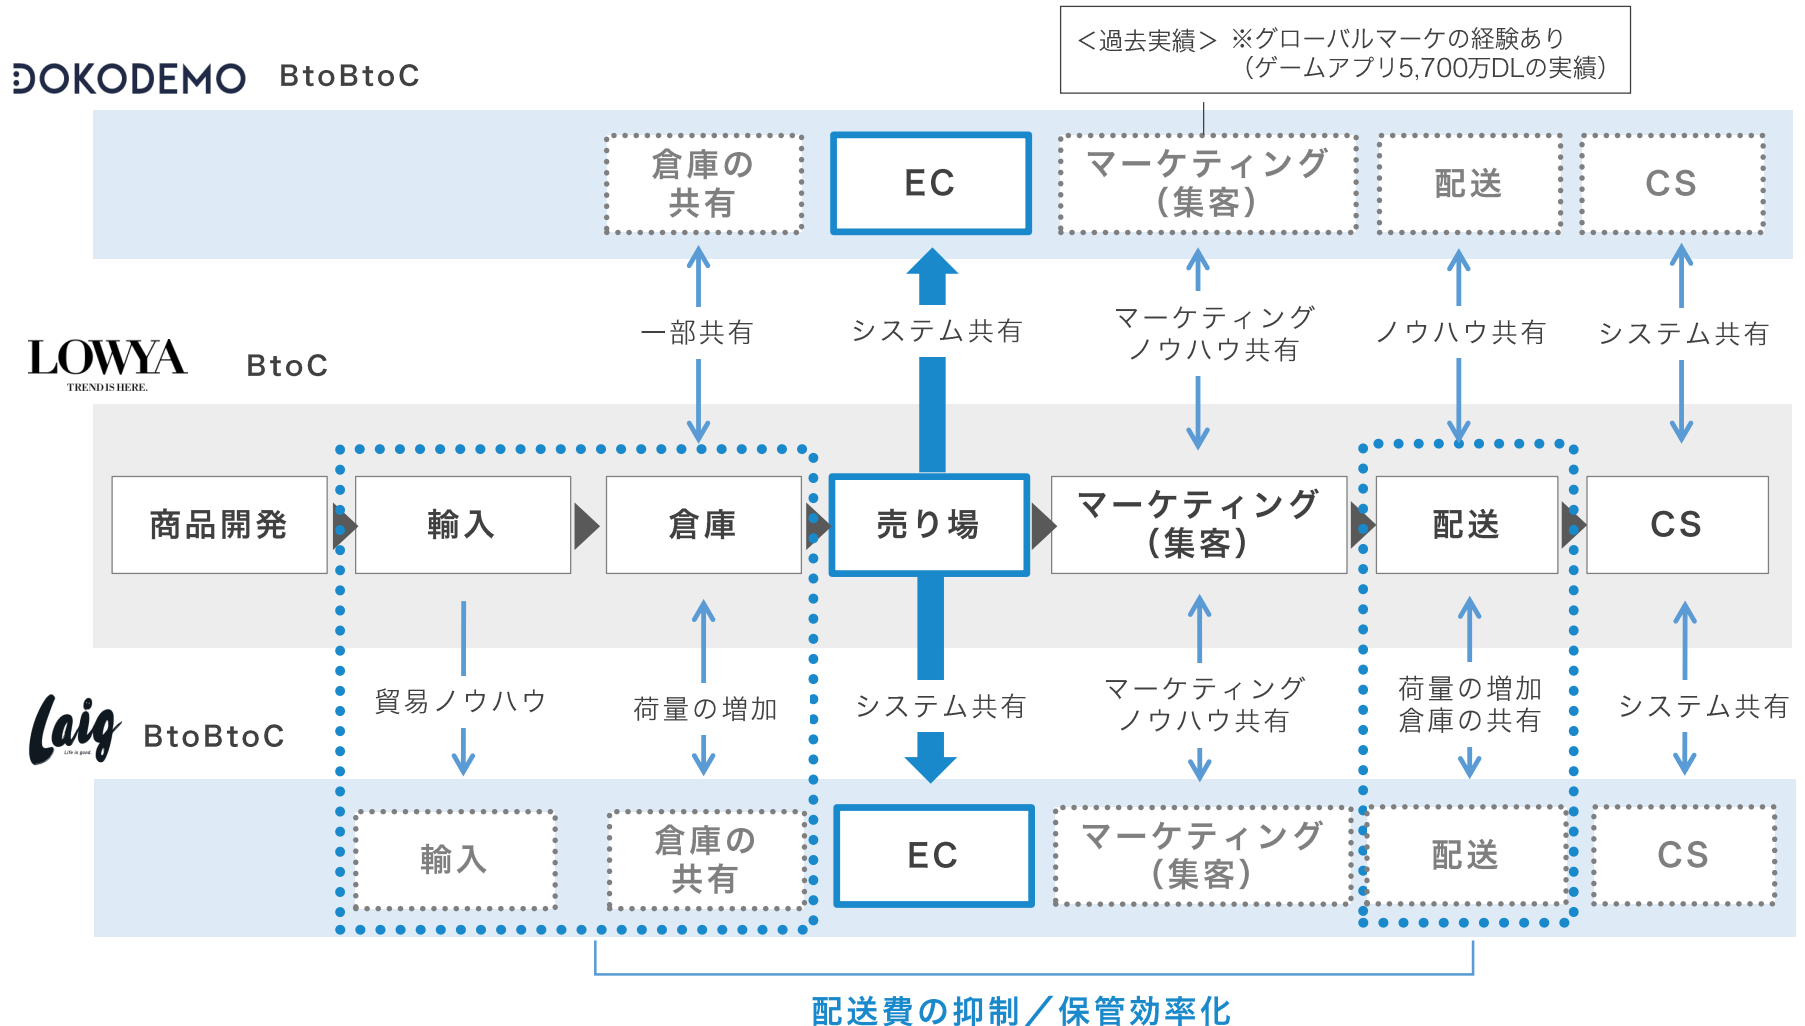 ＜過去実績＞ ※グローバルマーケの経験あり
（ゲームアプリ5,700万DLの実績）
DOKODEMO BtoBtoC
倉庫の
共有
EC
マーケティング
（集客）
配送
CS
一部共有
システム共有
マーケティング
ノウハウ共有
ノウハウ共有
システム共有
LOWYA
TREND IS HERE.
BtoC
商品開発
輸入
倉庫
売り場
マーケティング
（集客）
配送
CS
貿易ノウハウ
荷量の増加
システム共有
マーケティング
ノウハウ共有
荷量の増加
倉庫の共有
システム共有
Laig
Life is good.
BtoBtoC
輸入
倉庫の
共有
EC
マーケティング
（集客）
配送
CS
配送費の抑制／保管効率化